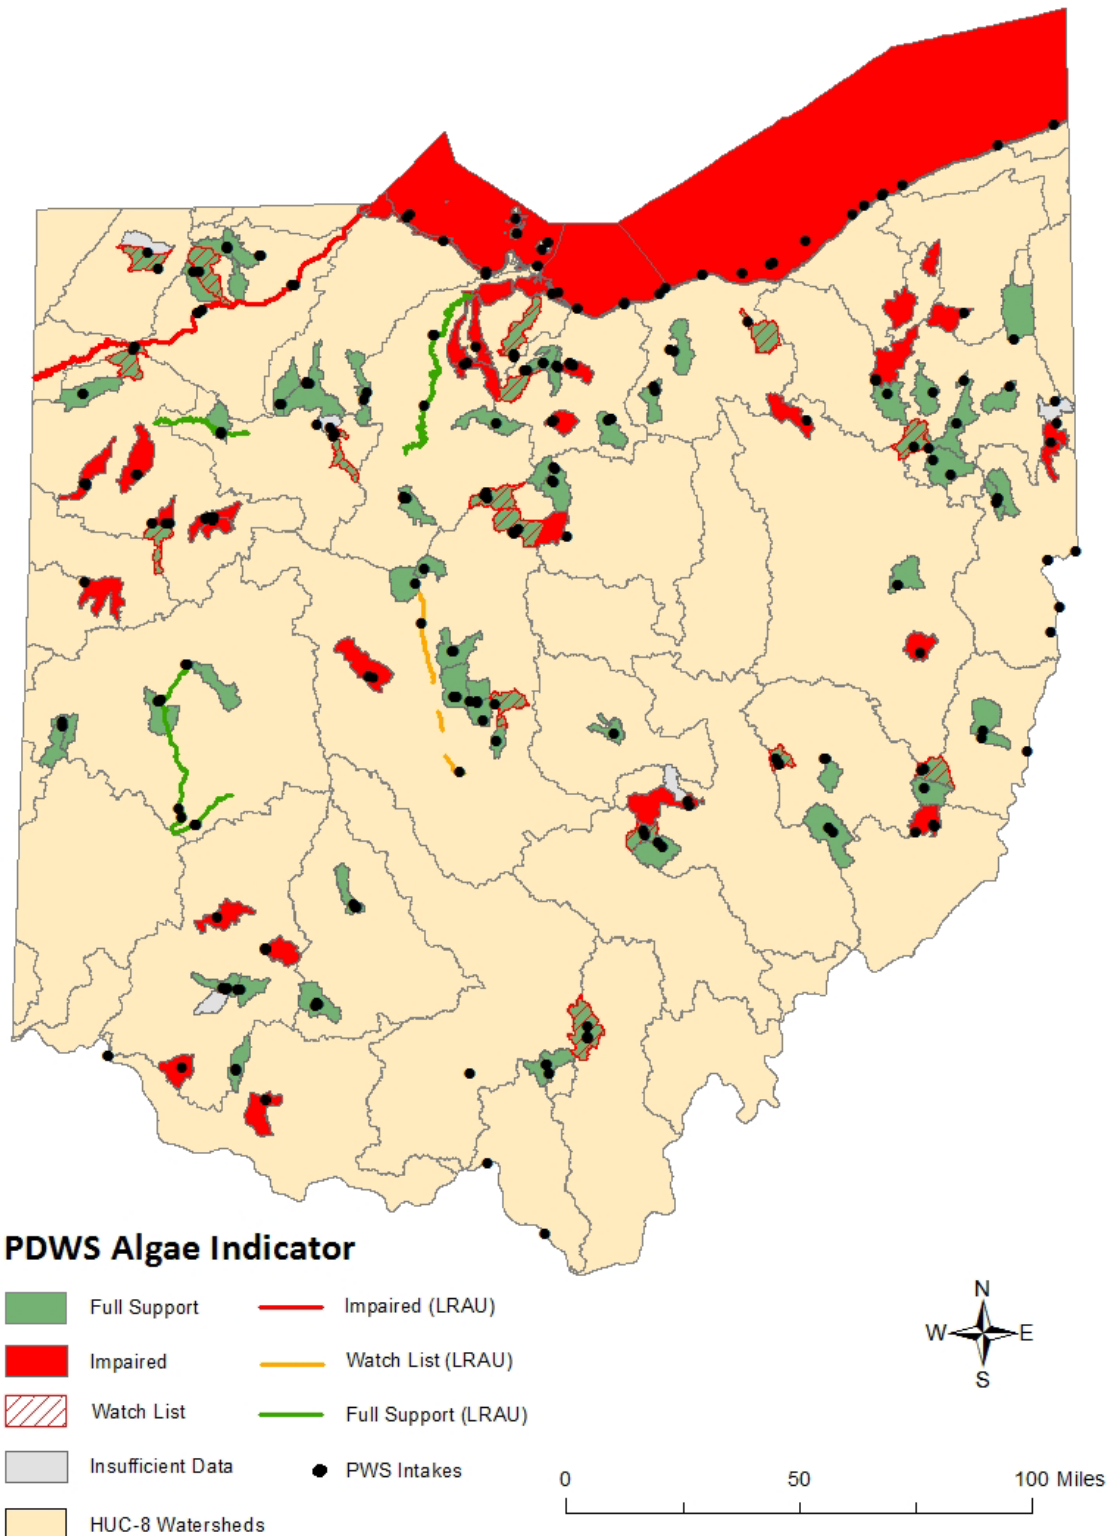 PDWS Algae Indicator
Full Support
Impaired (LRAU)
Impaired
Watch List (LRAU)
Watch List
Full Support (LRAU)
Insufficient Data
PWS Intakes
HUC-8 Watersheds
N
W E
S
0 50 100 Miles